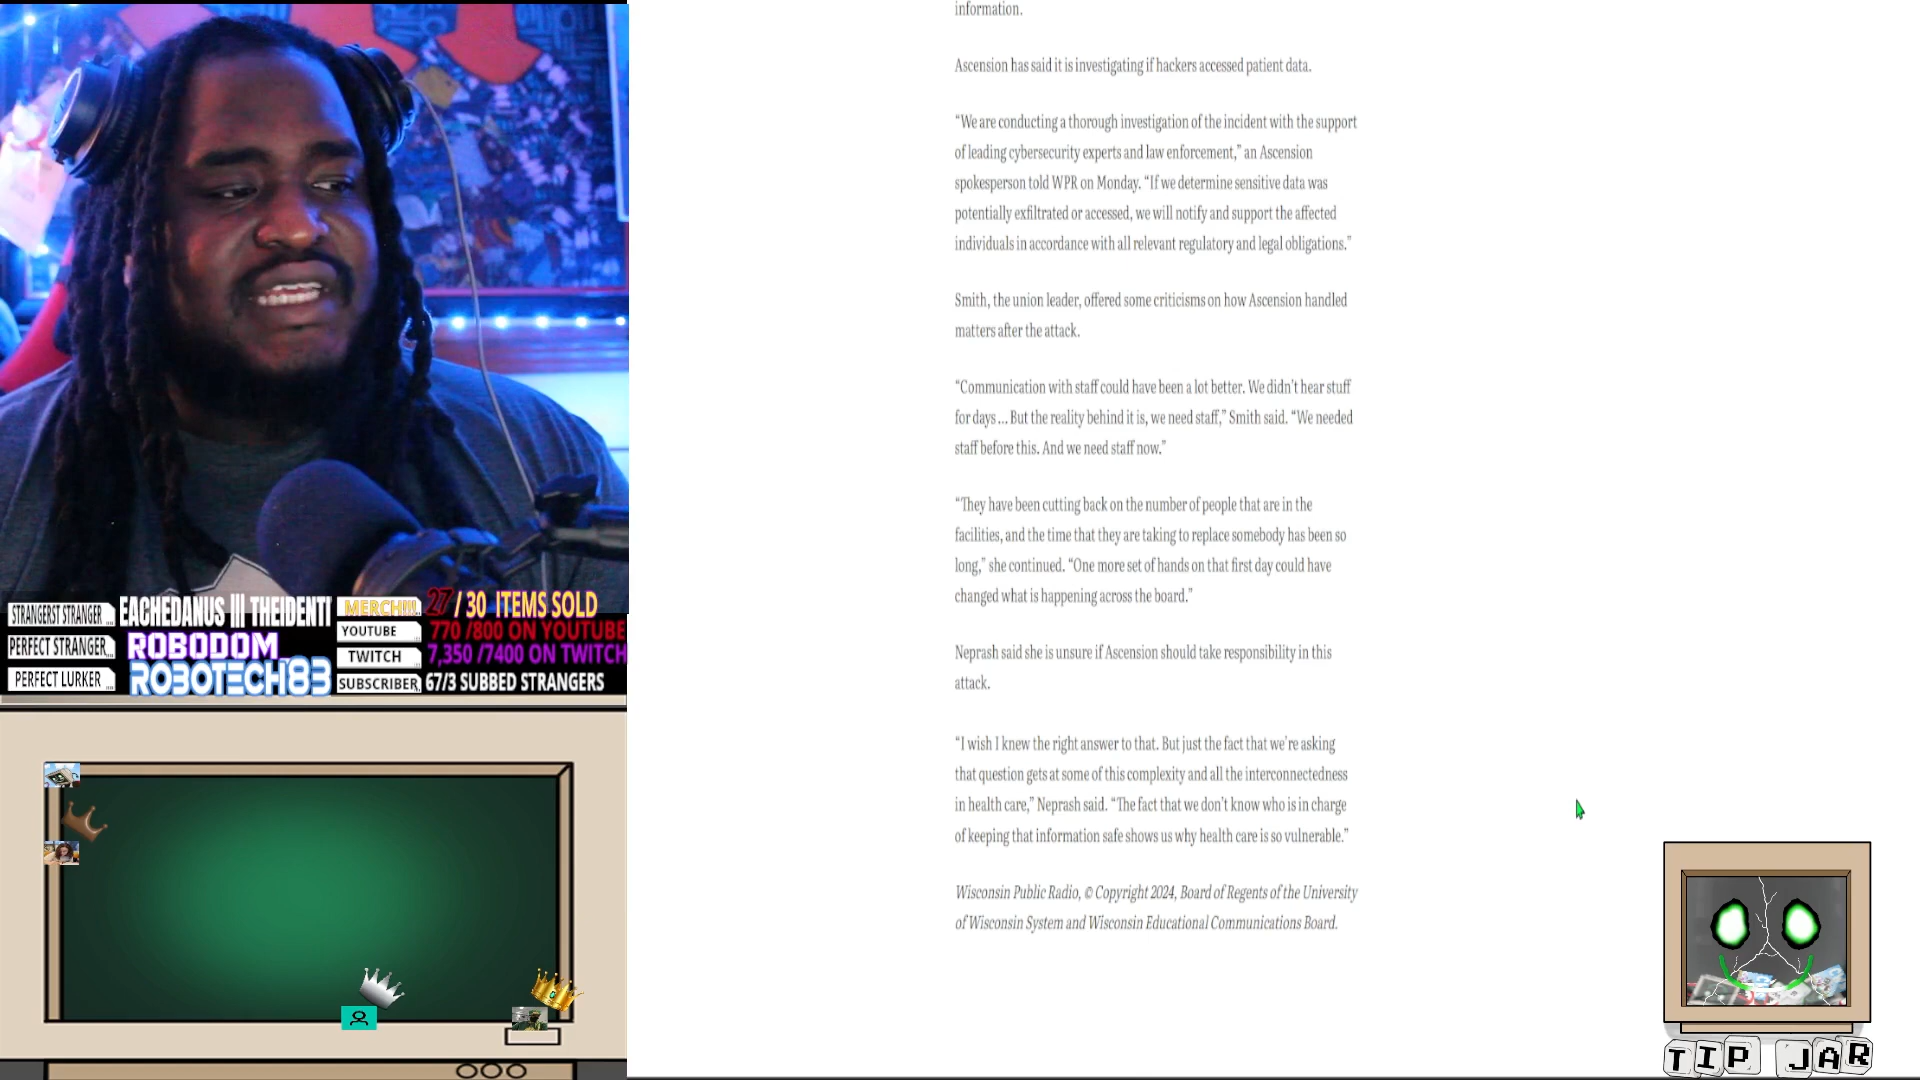 information.
Ascension has said it is investigating if hackers accessed patient data.
“We are conducting a thorough investigation of the incident with the support
of leading cybersecurity experts and law enforcement,” an Ascension
spokesperson told WPR on Monday. “If we determine sensitive data was
potentially exfiltrated or accessed, we will notify and support the affected
individuals in accordance with all relevant regulatory and legal obligations.”
Smith, the union leader, offered some criticisms on how Ascension handled
matters after the attack.
“Communication with staff could have been a lot better. We didn’t hear stuff
for days … But the reality behind it is, we need staff,” Smith said. “We needed
staff before this. And we need staff now.”
“They have been cutting back on the number of people that are in the
facilities, and the time that they are taking to replace somebody has been so
long,” she continued. “One more set of hands on that first day could have
changed what is happening across the board.”
Neprash said she is unsure if Ascension should take responsibility in this
attack.
“I wish I knew the right answer to that. But just the fact that we’re asking
that question gets at some of this complexity and all the interconnectedness
in health care,” Neprash said. “The fact that we don’t know who is in charge
of keeping that information safe shows us why health care is so vulnerable.”
Wisconsin Public Radio, © Copyright 2024, Board of Regents of the University
of Wisconsin System and Wisconsin Educational Communications Board.
STRANGERST STRANGER EACHEDANUS ||| THEIDENTI
PERFECT STRANGER ROBODOM_
PERFECT LURKER ROBOTECH83
MERCH!!! 27 / 30 ITEMS SOLD
YOUTUBE 770 /800 ON YOUTUBE
TWITCH 7,350 /7400 ON TWITCH
SUBSCRIBER 67/3 SUBBED STRANGERS
TIP JAR